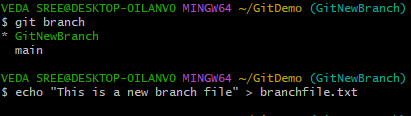 VEDA SREE@DESKTOP-OILANVO MINGW64 ~/GitDemo (GitNewBranch)
$ git branch
* GitNewBranch
  main
VEDA SREE@DESKTOP-OILANVO MINGW64 ~/GitDemo (GitNewBranch)
$ echo "This is a new branch file" > branchfile.txt